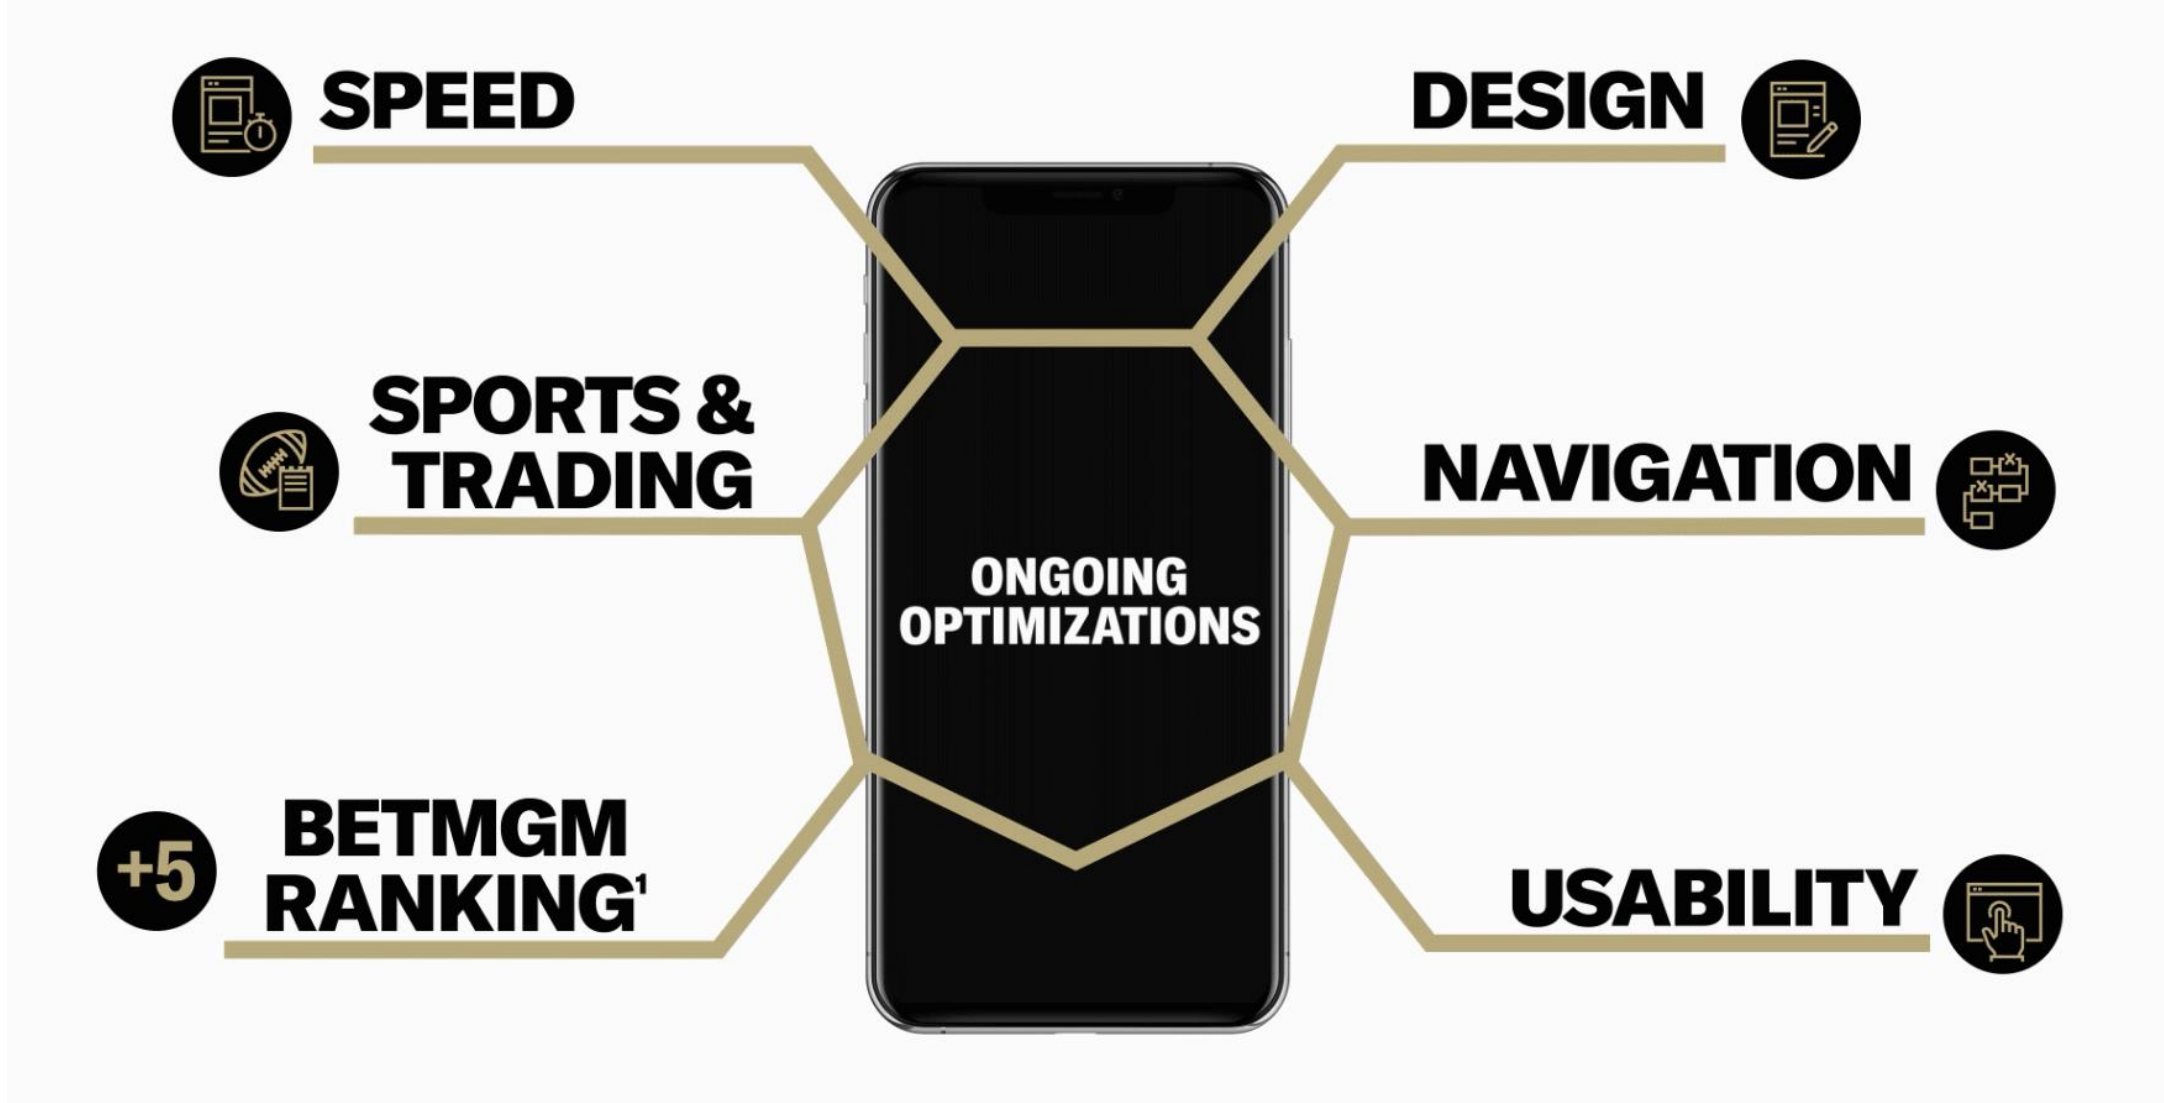 SPEED
DESIGN
SPORTS &
TRADING
NAVIGATION
ONGOING
OPTIMIZATIONS
+5
BETMGM
RANKING¹
USABILITY